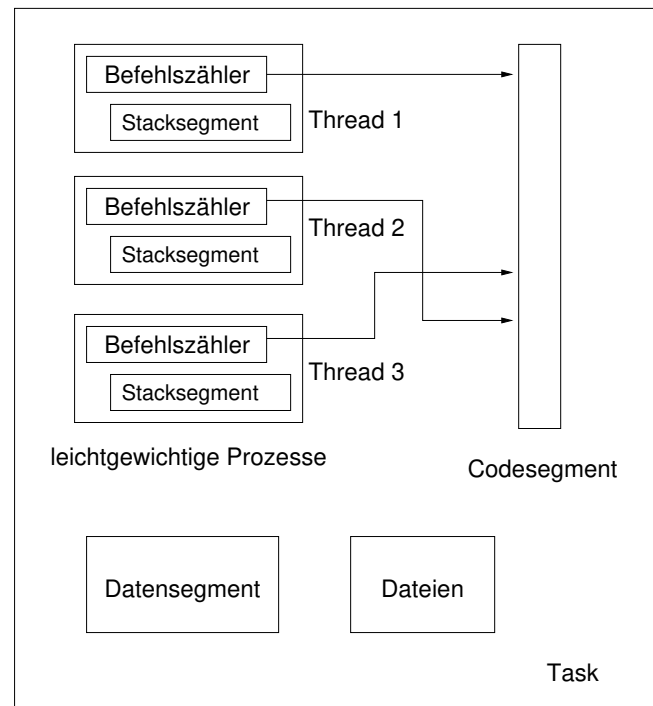 Befehlszähler
Stacksegment
Thread 1
Befehlszähler
Thread 2
Stacksegment
Befehlszähler
Thread 3
Stacksegment
leichtgewichtige Prozesse
Codesegment
Datensegment
Dateien
Task